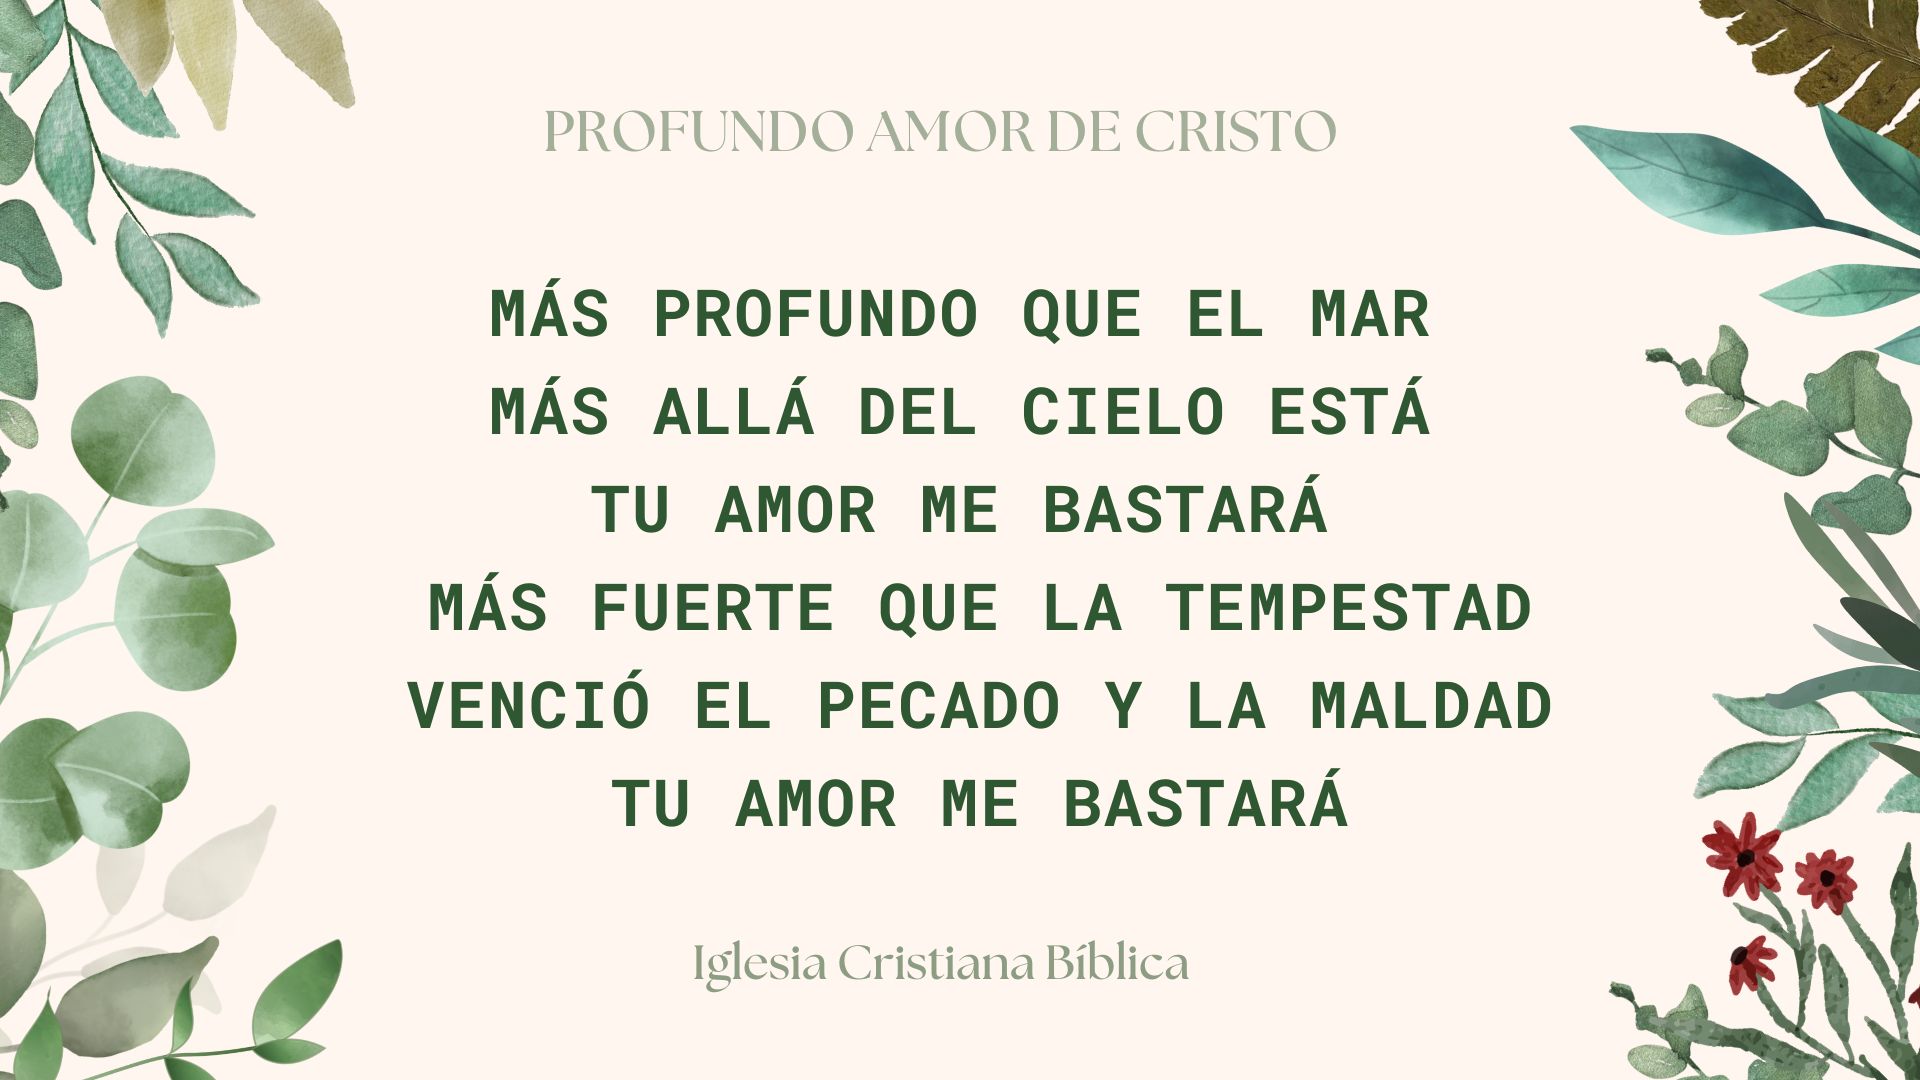 PROFUNDO AMOR DE CRISTO
MÁS PROFUNDO QUE EL MAR
MÁS ALLÁ DEL CIELO ESTÁ
TU AMOR ME BASTARÁ
MÁS FUERTE QUE LA TEMPESTAD
VENCIÓ EL PECADO Y LA MALDAD
TU AMOR ME BASTARÁ
Iglesia Cristiana Bíblica